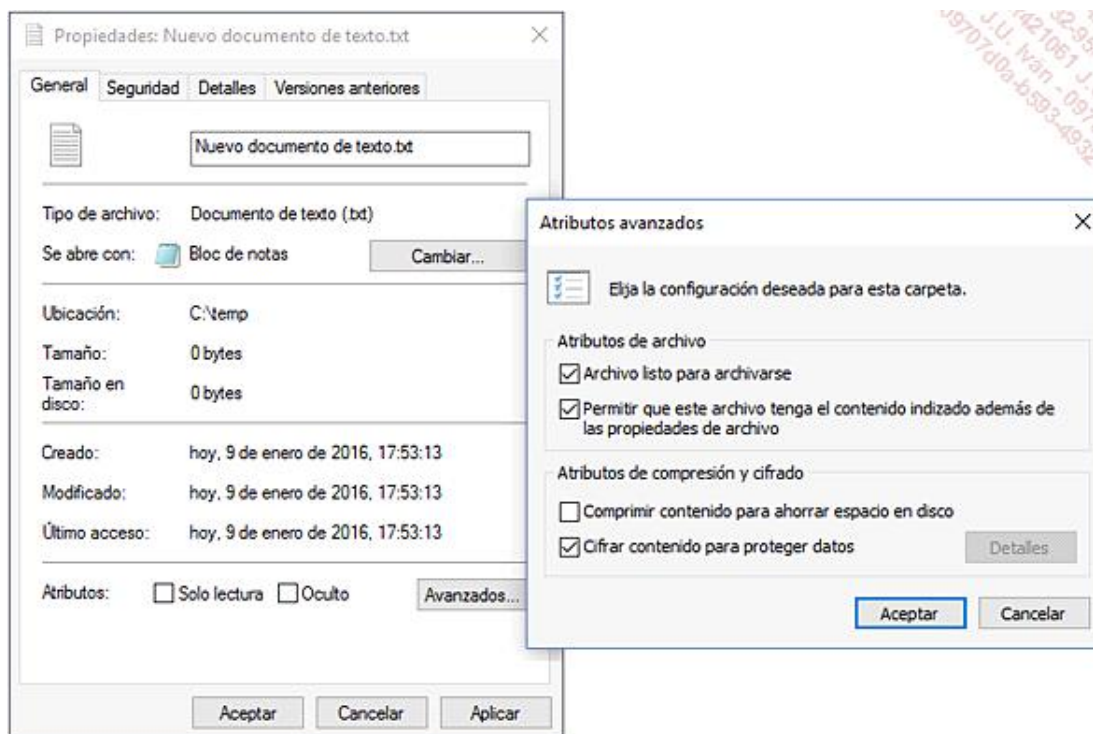 Propiedades: Nuevo documento de texto.txt
General Seguridad Detalles Versiones anteriores
Nuevo documento de texto.txt
Tipo de archivo: Documento de texto (.txt)
Se abre con: Bloc de notas Cambiar...
Ubicación: C:\temp
Tamaño: 0 bytes
Tamaño en
disco: 0 bytes
Creado: hoy, 9 de enero de 2016, 17:53:13
Modificado: hoy, 9 de enero de 2016, 17:53:13
Último acceso: hoy, 9 de enero de 2016, 17:53:13
Atributos: Solo lectura Oculto Avanzados...
Aceptar Cancelar Aplicar
Atributos avanzados
Elija la configuración deseada para esta carpeta.
Atributos de archivo
Archivo listo para archivarse
Permitir que este archivo tenga el contenido indizado además de
las propiedades de archivo
Atributos de compresión y cifrado
Comprimir contenido para ahorrar espacio en disco
Cifrar contenido para proteger datos Detalles
Aceptar Cancelar
J.U. Iván